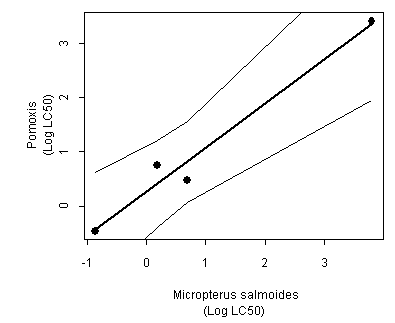 Pomoxis
(Log LC50)
3
2
1
0
-1 0 1 2 3
Micropterus salmoides
(Log LC50)